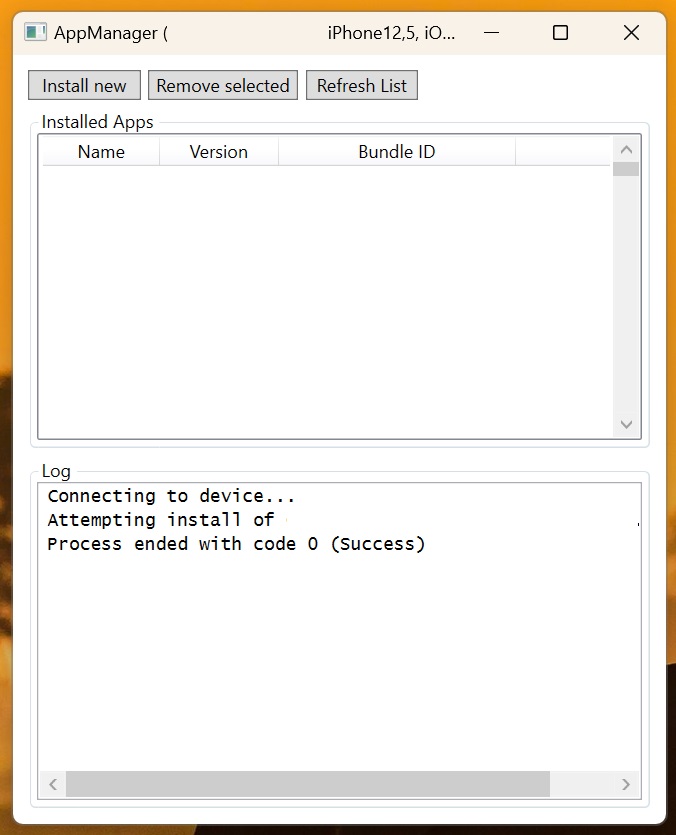 AppManager ( iPhone12,5, iO...
Install new Remove selected Refresh List
Installed Apps
Name Version Bundle ID
Log
Connecting to device...
Attempting install of
Process ended with code 0 (Success)